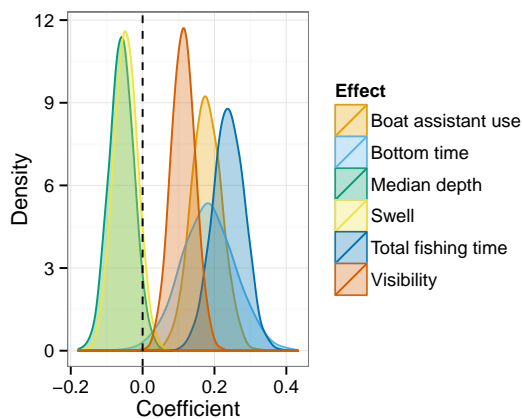 12
9
6
3
0
Density
−0.2
0.0
0.2
0.4
Coefficient
Effect
Boat assistant use
Bottom time
Median depth
Swell
Total fishing time
Visibility